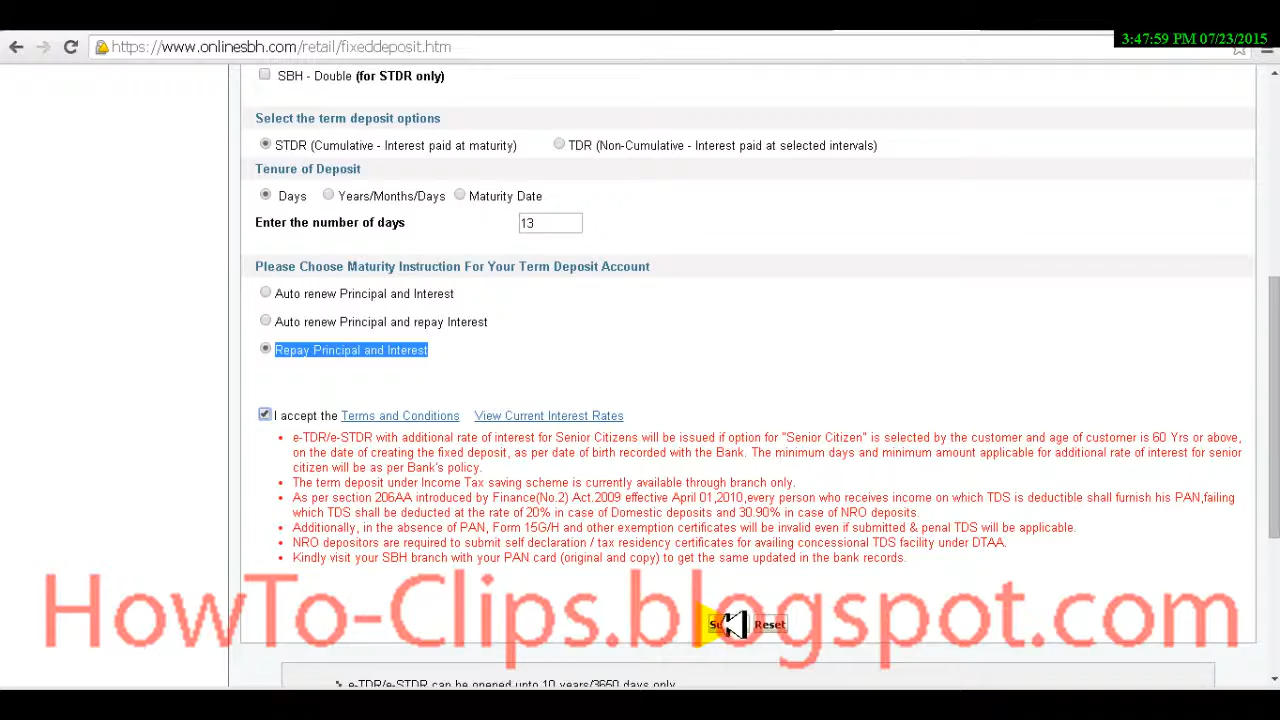 3:47:59 PM 07/23/2015
https://www.onlinesbh.com/retail/fixeddeposit.htm
SBH - Double (for STDR only)
Select the term deposit options
STDR (Cumulative - Interest paid at maturity) TDR (Non-Cumulative - Interest paid at selected intervals)
Tenure of Deposit
Days Years/Months/Days Maturity Date
Enter the number of days 13
Please Choose Maturity Instruction For Your Term Deposit Account
Auto renew Principal and Interest
Auto renew Principal and repay Interest
Repay Principal and Interest
I accept the Terms and Conditions View Current Interest Rates
e-TDR/e-STDR with additional rate of interest for Senior Citizens will be issued if option for "Senior Citizen" is selected by the customer and age of customer is 60 Yrs or above,
on the date of creating the fixed deposit, as per date of birth recorded with the Bank. The minimum days and minimum amount applicable for additional rate of interest for senior
citizen will be as per Bank's policy.
The term deposit under Income Tax saving scheme is currently available through branch only.
As per section 206AA introduced by Finance(No.2) Act.2009 effective April 01,2010,every person who receives income on which TDS is deductible shall furnish his PAN,failing
which TDS shall be deducted at the rate of 20% in case of Domestic deposits and 30.90% in case of NRO deposits.
Additionally, in the absence of PAN, Form 15G/H and other exemption certificates will be invalid even if submitted & penal TDS will be applicable.
NRO depositors are required to submit self declaration / tax residency certificates for availing concessional TDS facility under DTAA.
Kindly visit your SBH branch with your PAN card (original and copy) to get the same updated in the bank records.
HowTo-Clips.blogspot.com
Reset
e-TDR/e-STDR can be opened upto 10 years/3650 days only